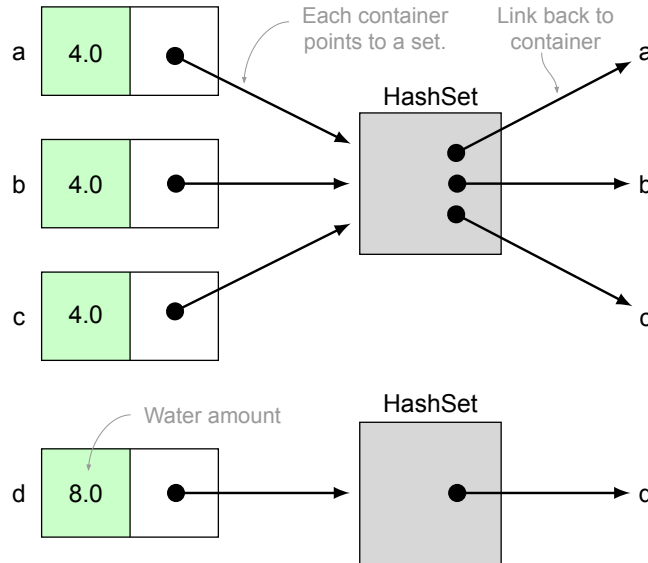 Each container
points to a set.
Link back to
container
a
4.0
a
HashSet
b
4.0
b
c
4.0
c
HashSet
Water amount
d
8.0
d